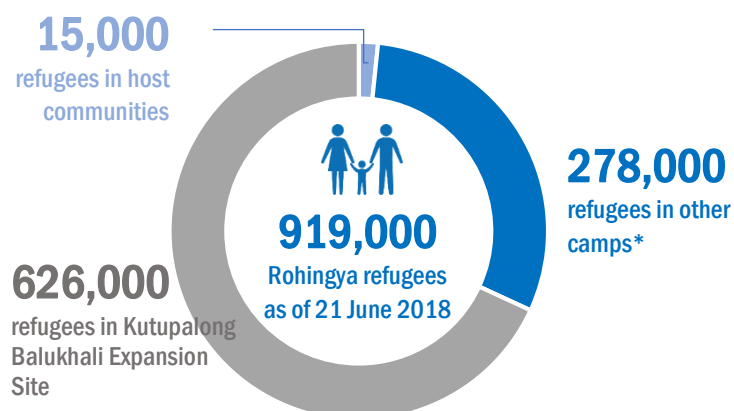 15,000
refugees in host
communities
278,000
refugees in other
camps*
919,000
Rohingya refugees
as of 21 June 2018
626,000
refugees in Kutupalong
Balukhali Expansion
Site